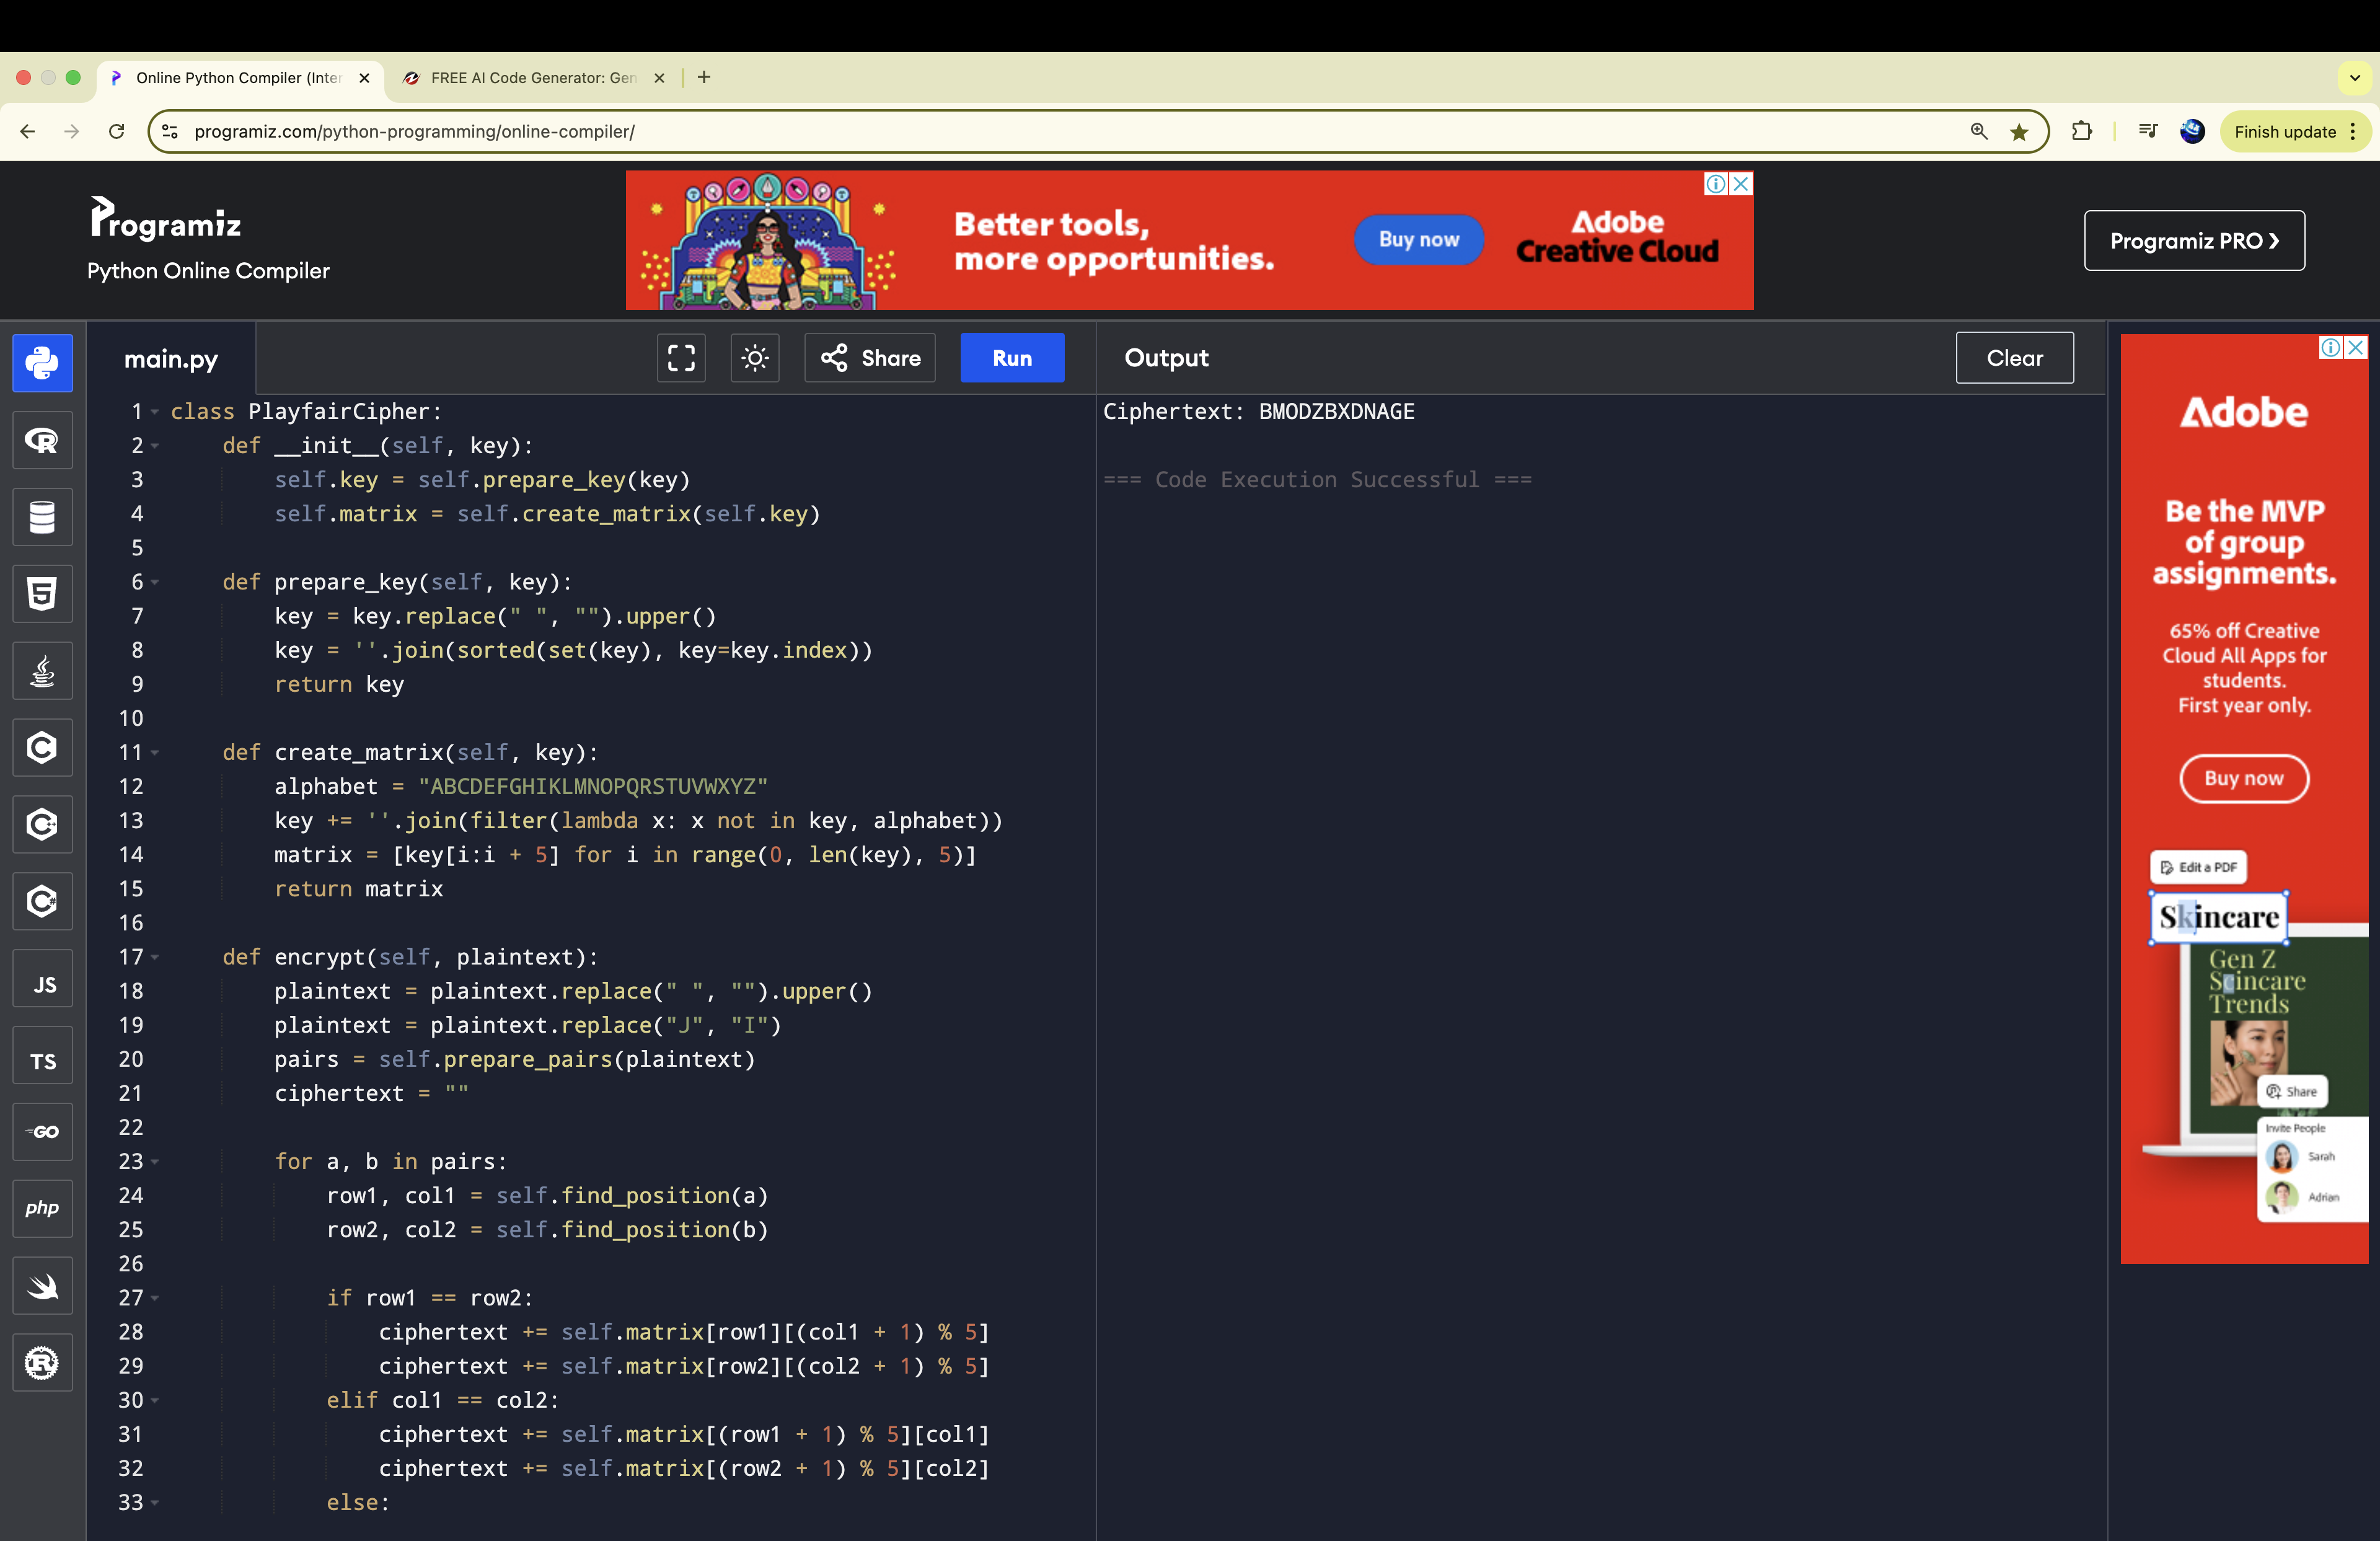 Online Python Compiler (Inter
FREE AI Code Generator: Gen
programiz.com/python-programming/online-compiler/
Finish update
Programiz
Python Online Compiler
Better tools,
more opportunities.
Buy now
Adobe
Creative Cloud
Programiz PRO ❯
main.py
Share
Run
Output
Clear
1 class PlayfairCipher:
2     def __init__(self, key):
3         self.key = self.prepare_key(key)
4         self.matrix = self.create_matrix(self.key)
5
6     def prepare_key(self, key):
7         key = key.replace(" ", "").upper()
8         key = ''.join(sorted(set(key), key=key.index))
9         return key
10
11     def create_matrix(self, key):
12         alphabet = "ABCDEFGHIKLMNOPQRSTUVWXYZ"
13         key += ''.join(filter(lambda x: x not in key, alphabet))
14         matrix = [key[i:i + 5] for i in range(0, len(key), 5)]
15         return matrix
16
17     def encrypt(self, plaintext):
18         plaintext = plaintext.replace(" ", "").upper()
19         plaintext = plaintext.replace("J", "I")
20         pairs = self.prepare_pairs(plaintext)
21         ciphertext = ""
22
23         for a, b in pairs:
24             row1, col1 = self.find_position(a)
25             row2, col2 = self.find_position(b)
26
27             if row1 == row2:
28                 ciphertext += self.matrix[row1][(col1 + 1) % 5]
29                 ciphertext += self.matrix[row2][(col2 + 1) % 5]
30             elif col1 == col2:
31                 ciphertext += self.matrix[(row1 + 1) % 5][col1]
32                 ciphertext += self.matrix[(row2 + 1) % 5][col2]
33             else:
Ciphertext: BMODZBXDNAGE
=== Code Execution Successful ===
JS
TS
GO
php
Adobe
Be the MVP
of group
assignments.
65% off Creative
Cloud All Apps for
students.
First year only.
Buy now
Edit a PDF
Skincare
Gen Z
Scincare
Trends
Share
Invite People
Sarah
Adrian